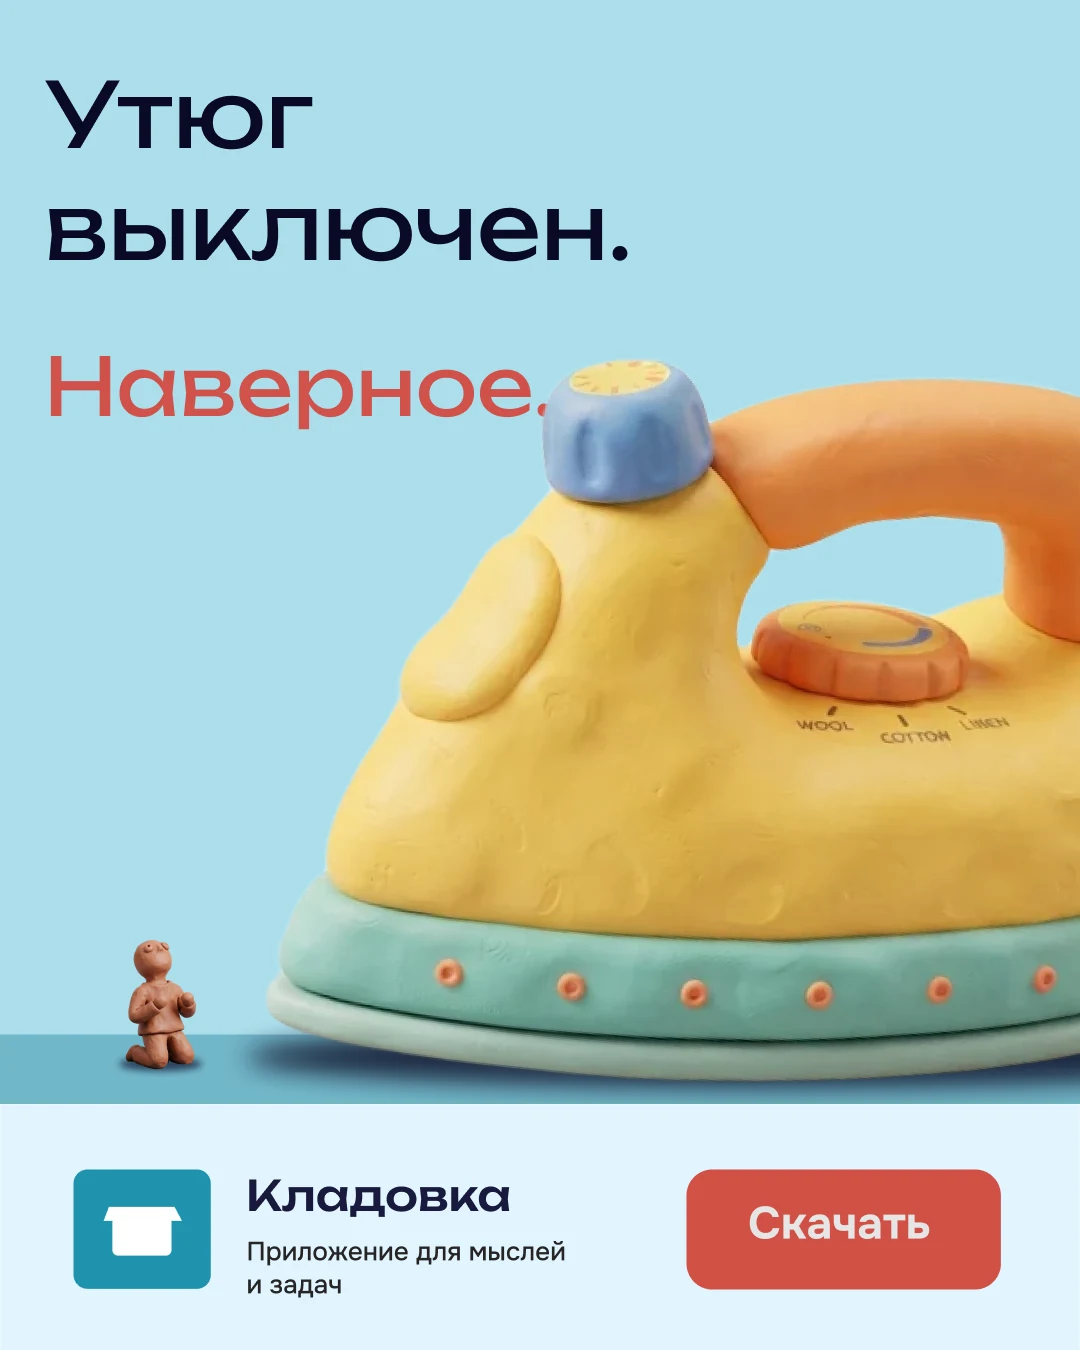 Утюг
выключен.
Наверное.
WOOL
COTTON
LINEN
Кладовка
Приложение для мыслей
и задач
Скачать